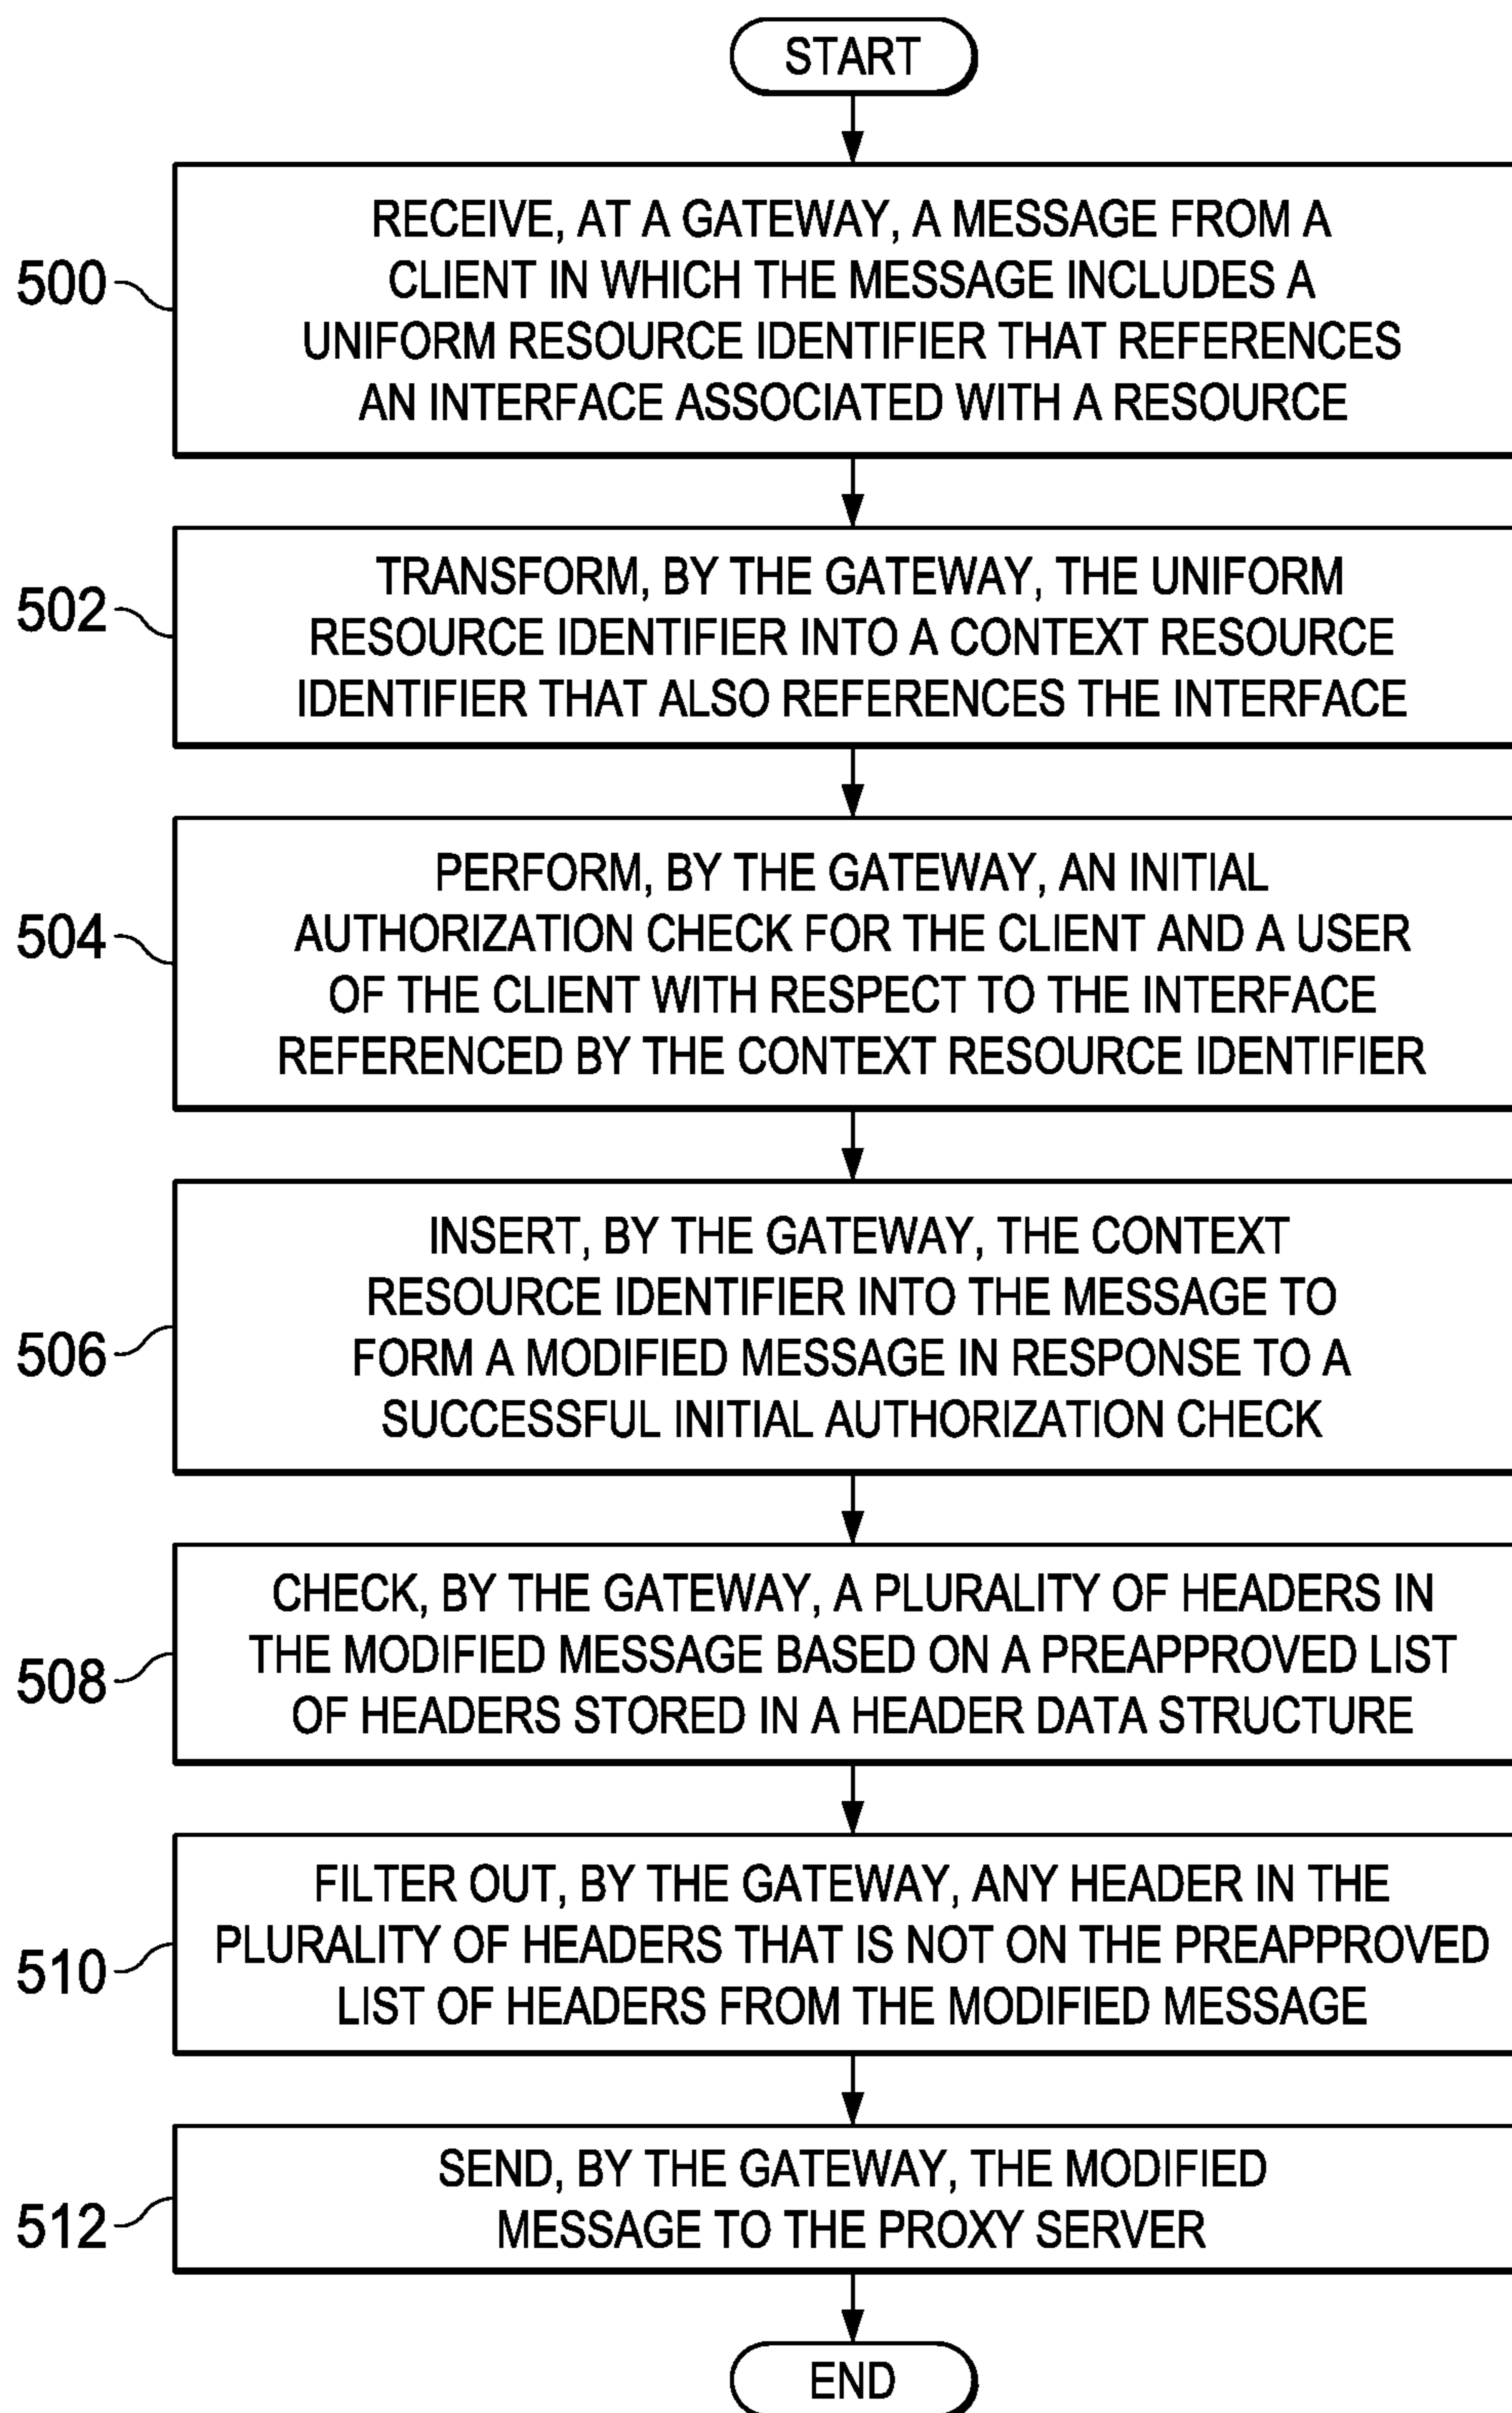 START
500
RECEIVE, AT A GATEWAY, A MESSAGE FROM A
CLIENT IN WHICH THE MESSAGE INCLUDES A
UNIFORM RESOURCE IDENTIFIER THAT REFERENCES
AN INTERFACE ASSOCIATED WITH A RESOURCE
502
TRANSFORM, BY THE GATEWAY, THE UNIFORM
RESOURCE IDENTIFIER INTO A CONTEXT RESOURCE
IDENTIFIER THAT ALSO REFERENCES THE INTERFACE
504
PERFORM, BY THE GATEWAY, AN INITIAL
AUTHORIZATION CHECK FOR THE CLIENT AND A USER
OF THE CLIENT WITH RESPECT TO THE INTERFACE
REFERENCED BY THE CONTEXT RESOURCE IDENTIFIER
506
INSERT, BY THE GATEWAY, THE CONTEXT
RESOURCE IDENTIFIER INTO THE MESSAGE TO
FORM A MODIFIED MESSAGE IN RESPONSE TO A
SUCCESSFUL INITIAL AUTHORIZATION CHECK
508
CHECK, BY THE GATEWAY, A PLURALITY OF HEADERS IN
THE MODIFIED MESSAGE BASED ON A PREAPPROVED LIST
OF HEADERS STORED IN A HEADER DATA STRUCTURE
510
FILTER OUT, BY THE GATEWAY, ANY HEADER IN THE
PLURALITY OF HEADERS THAT IS NOT ON THE PREAPPROVED
LIST OF HEADERS FROM THE MODIFIED MESSAGE
512
SEND, BY THE GATEWAY, THE MODIFIED
MESSAGE TO THE PROXY SERVER
END